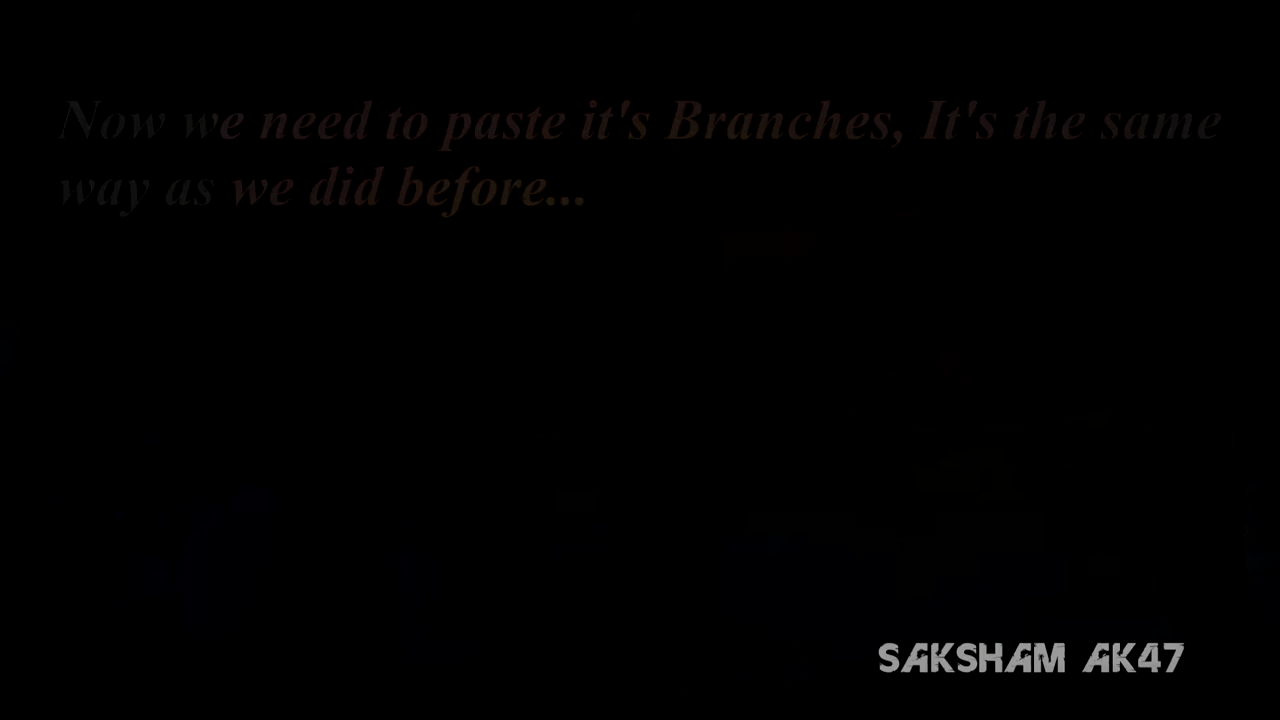 Now we need to paste it's Branches, It's the same
way as we did before...
SAKSHAM AK47